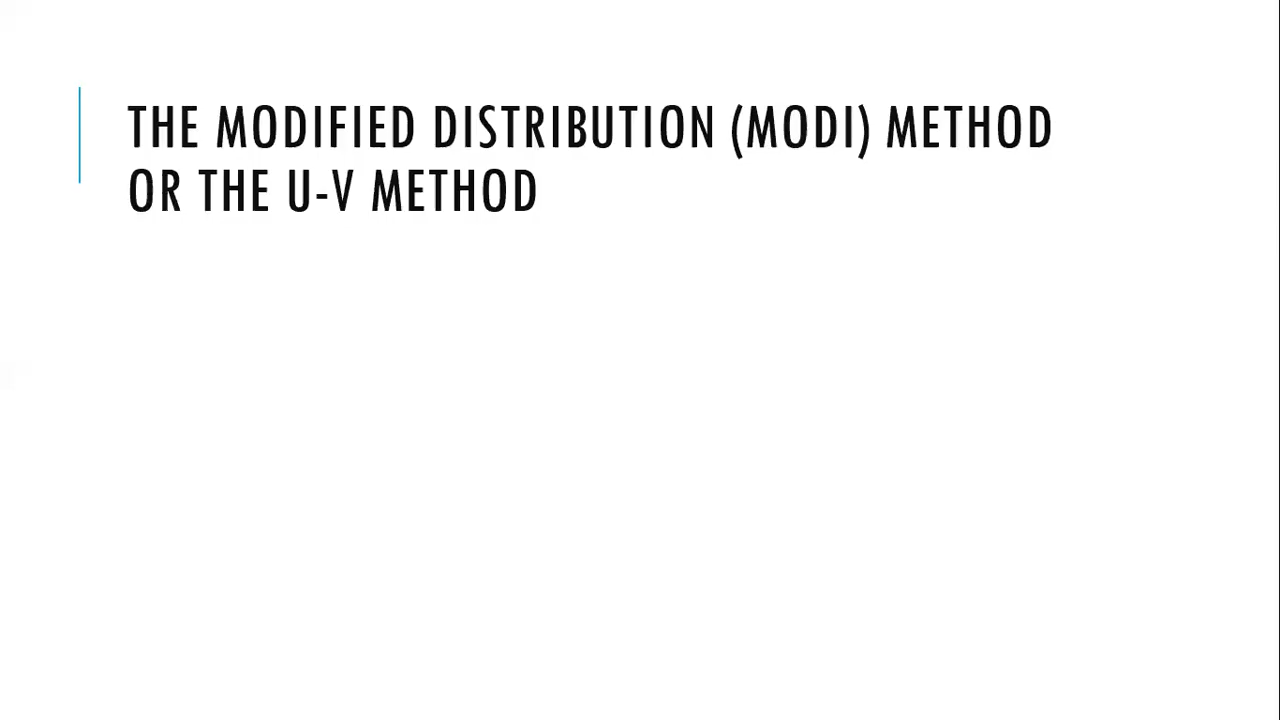 THE MODIFIED DISTRIBUTION (MODI) METHOD
OR THE U-V METHOD